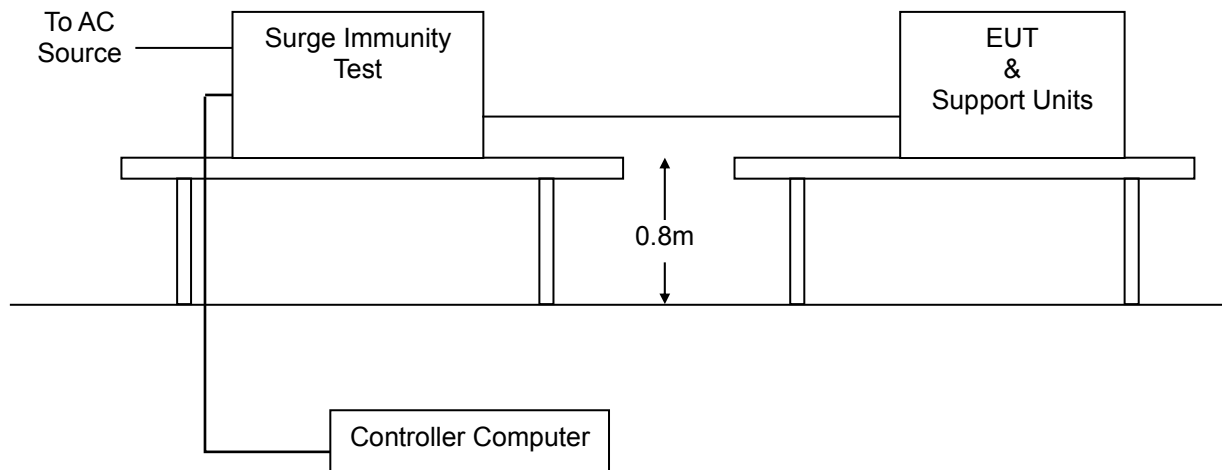 To AC
Source
Surge Immunity
Test
EUT
&
Support Units
0.8m
Controller Computer